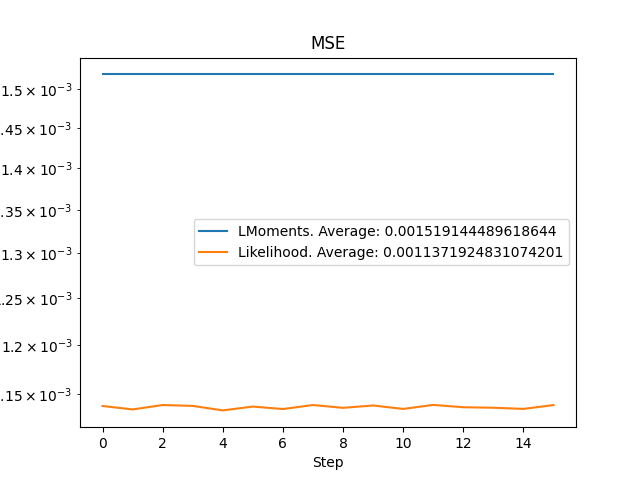 MSE
1.5 × 10⁻³
.45 × 10⁻³
1.4 × 10⁻³
.35 × 10⁻³
1.3 × 10⁻³
.25 × 10⁻³
1.2 × 10⁻³
.15 × 10⁻³
LMoments. Average: 0.001519144489618644
Likelihood. Average: 0.0011371924831074201
0 2 4 6 8 10 12 14
Step